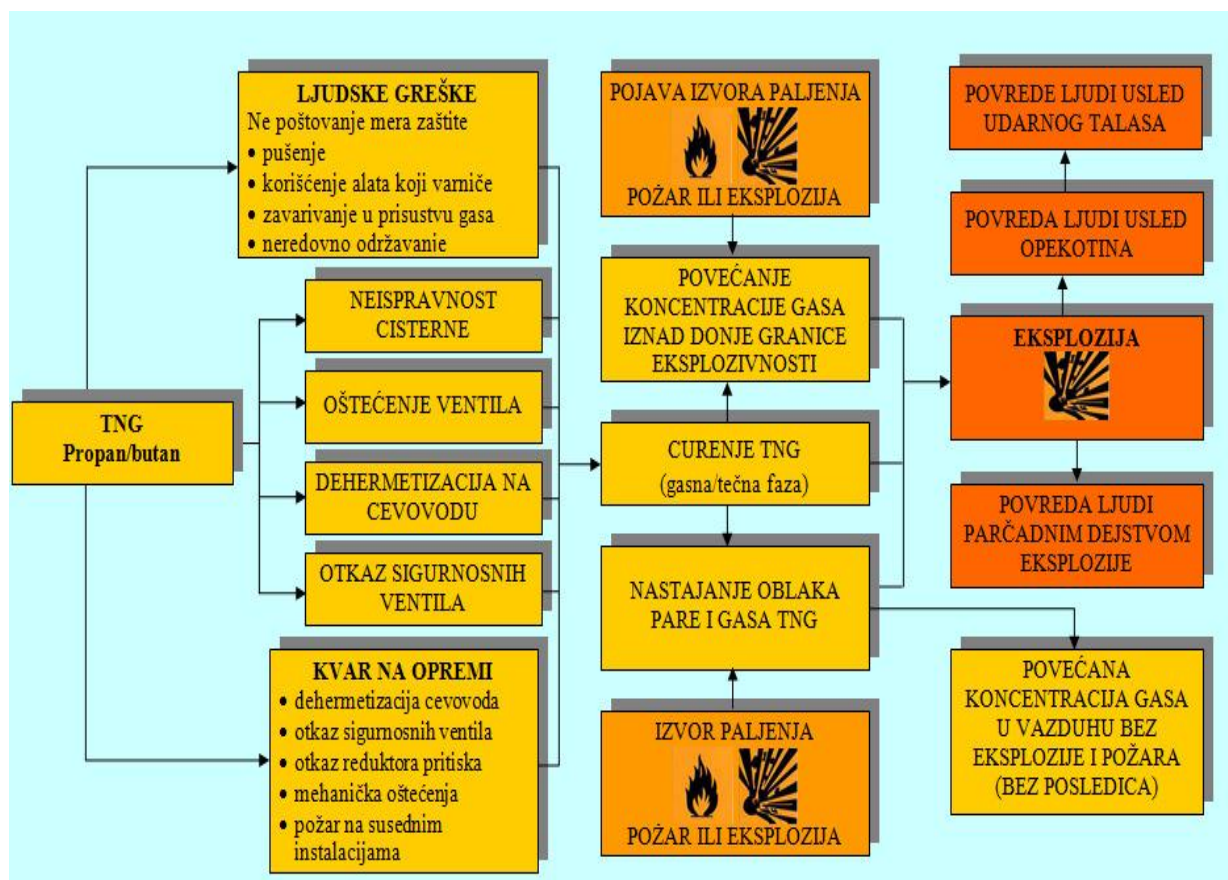 LJUDSKE GREŠKE
Ne poštovanje mera zaštite
• pušenje
• korišćenje alata koji varniče
• zavarivanje u prisustvu gasa
• neredovno održavanje
NEISPRAVNOST
CISTERNE
OŠTEĆENJE VENTILA
TNG
Propan/butan
DEHERMETIZACIJA NA
CEVOVODU
OTKAZ SIGURNOSNIH
VENTILA
KVAR NA OPREMI
• dehermetizacija cevovoda
• otkaz sigurnosnih ventila
• otkaz reduktora pritiska
• mehanička oštećenja
• požar na susednim
instalacijama
POJAVA IZVORA PALJENJA
POŽAR ILI EKSPLOZIJA
POVEĆANJE
KONCENTRACIJE GASA
IZNAD DONJE GRANICE
EKSPLOZIVNOSTI
CURENJE TNG
(gasna/tečna faza)
NASTAJANJE OBLAKA
PARE I GASA TNG
IZVOR PALJENJA
POŽAR ILI EKSPLOZIJA
POVREDE LJUDI USLED
UDARNOG TALASA
POVREDA LJUDI USLED
OPEKOTINA
EKSPLOZIJA
POVREDA LJUDI
PARČADNIM DEJSTVOM
EKSPLOZIJE
POVEĆANA
KONCENTRACIJA GASA
U VAZDUHU BEZ
EKSPLOZIJE I POŽARA
(BEZ POSLEDICA)